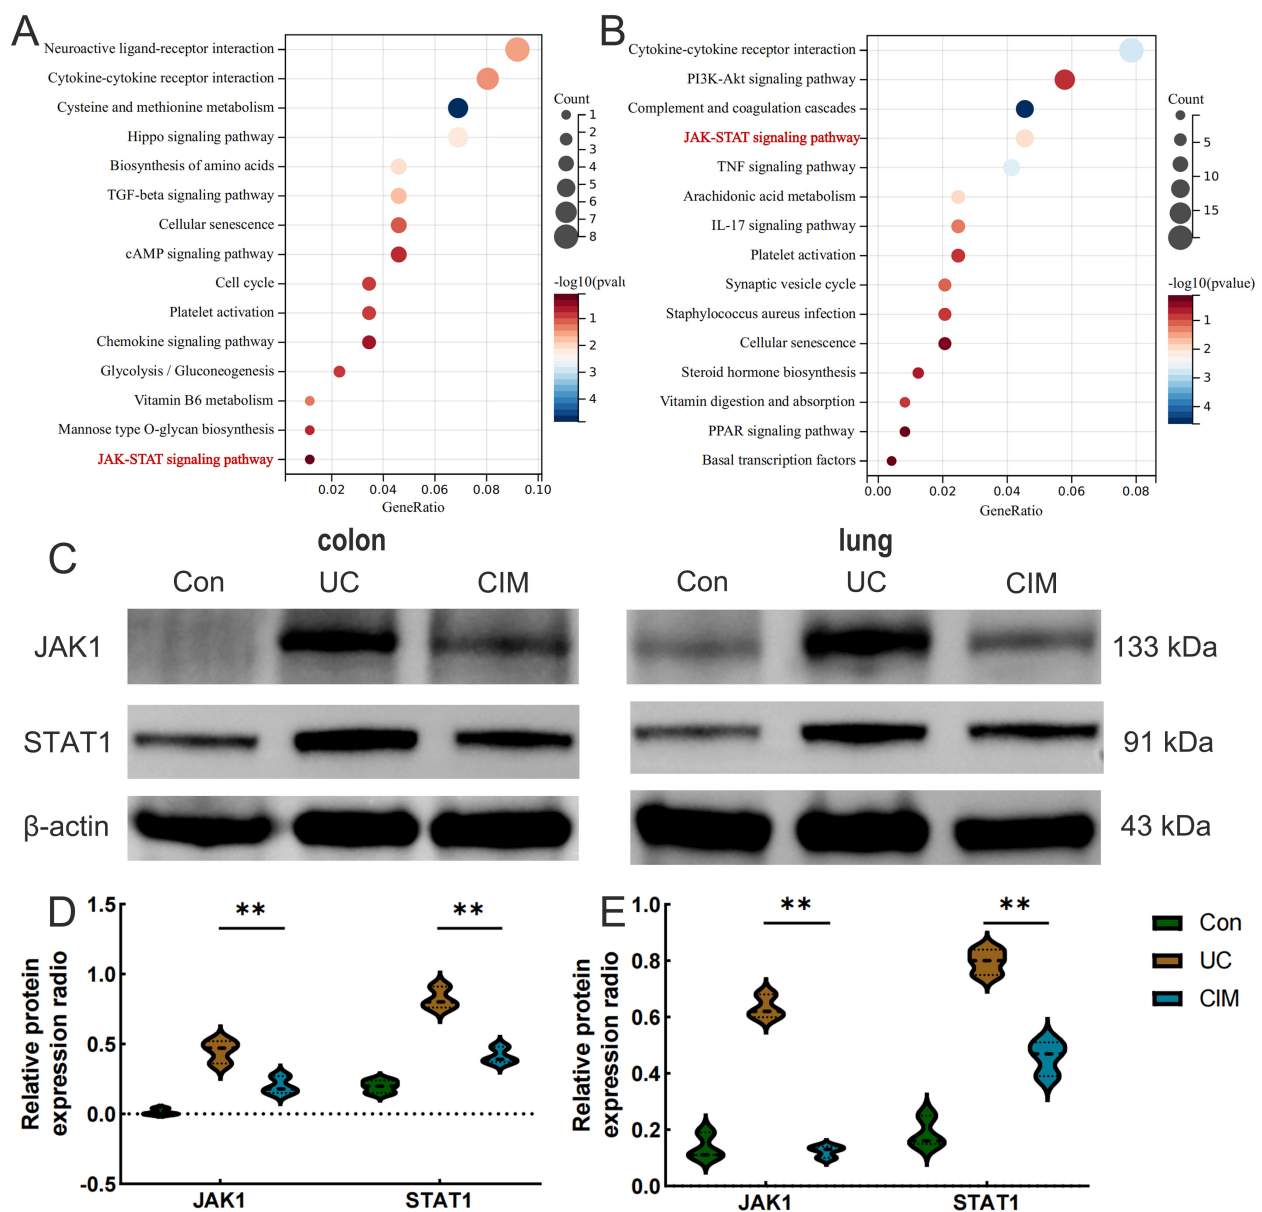 A
Neuroactive ligand-receptor interaction
Cytokine-cytokine receptor interaction
Cysteine and methionine metabolism
Hippo signaling pathway
Biosynthesis of amino acids
TGF-beta signaling pathway
Cellular senescence
cAMP signaling pathway
Cell cycle
Platelet activation
Chemokine signaling pathway
Glycolysis / Gluconeogenesis
Vitamin B6 metabolism
Mannose type O-glycan biosynthesis
JAK-STAT signaling pathway
0.02 0.04 0.06 0.08 0.10
GeneRatio
Count
1
2
3
4
5
6
7
8
-log10(pvalu
1
2
3
4
B
Cytokine-cytokine receptor interaction
PI3K-Akt signaling pathway
Complement and coagulation cascades
JAK-STAT signaling pathway
TNF signaling pathway
Arachidonic acid metabolism
IL-17 signaling pathway
Platelet activation
Synaptic vesicle cycle
Staphylococcus aureus infection
Cellular senescence
Steroid hormone biosynthesis
Vitamin digestion and absorption
PPAR signaling pathway
Basal transcription factors
0.00 0.02 0.04 0.06 0.08
GeneRatio
Count
1
5
10
15
-log10(pvalue)
1
2
3
4
C
colon lung
Con UC CIM Con UC CIM
JAK1 133 kDa
STAT1 91 kDa
β-actin 43 kDa
D
Relative protein
expression radio
1.5
1.0
0.5
0.0
-0.5
** **
JAK1 STAT1
E
Relative protein
expression radio
1.0
0.8
0.6
0.4
0.2
0.0
** **
JAK1 STAT1
Con
UC
CIM